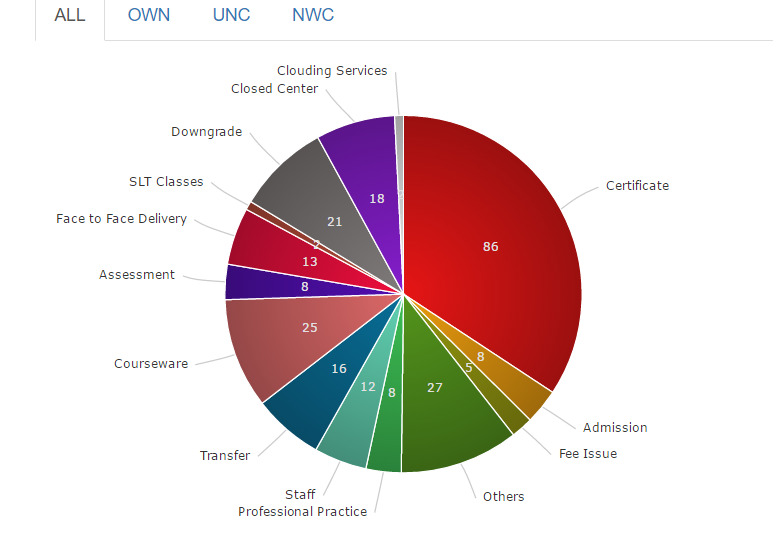 ALL OWN UNC NWC
Clouding Services
Closed Center
Downgrade
SLT Classes
Certificate
Face to Face Delivery
Assessment
Courseware
Transfer
Staff
Professional Practice
Others
Fee Issue
Admission
18
21
2
13
8
25
16
12
8
27
5
8
86